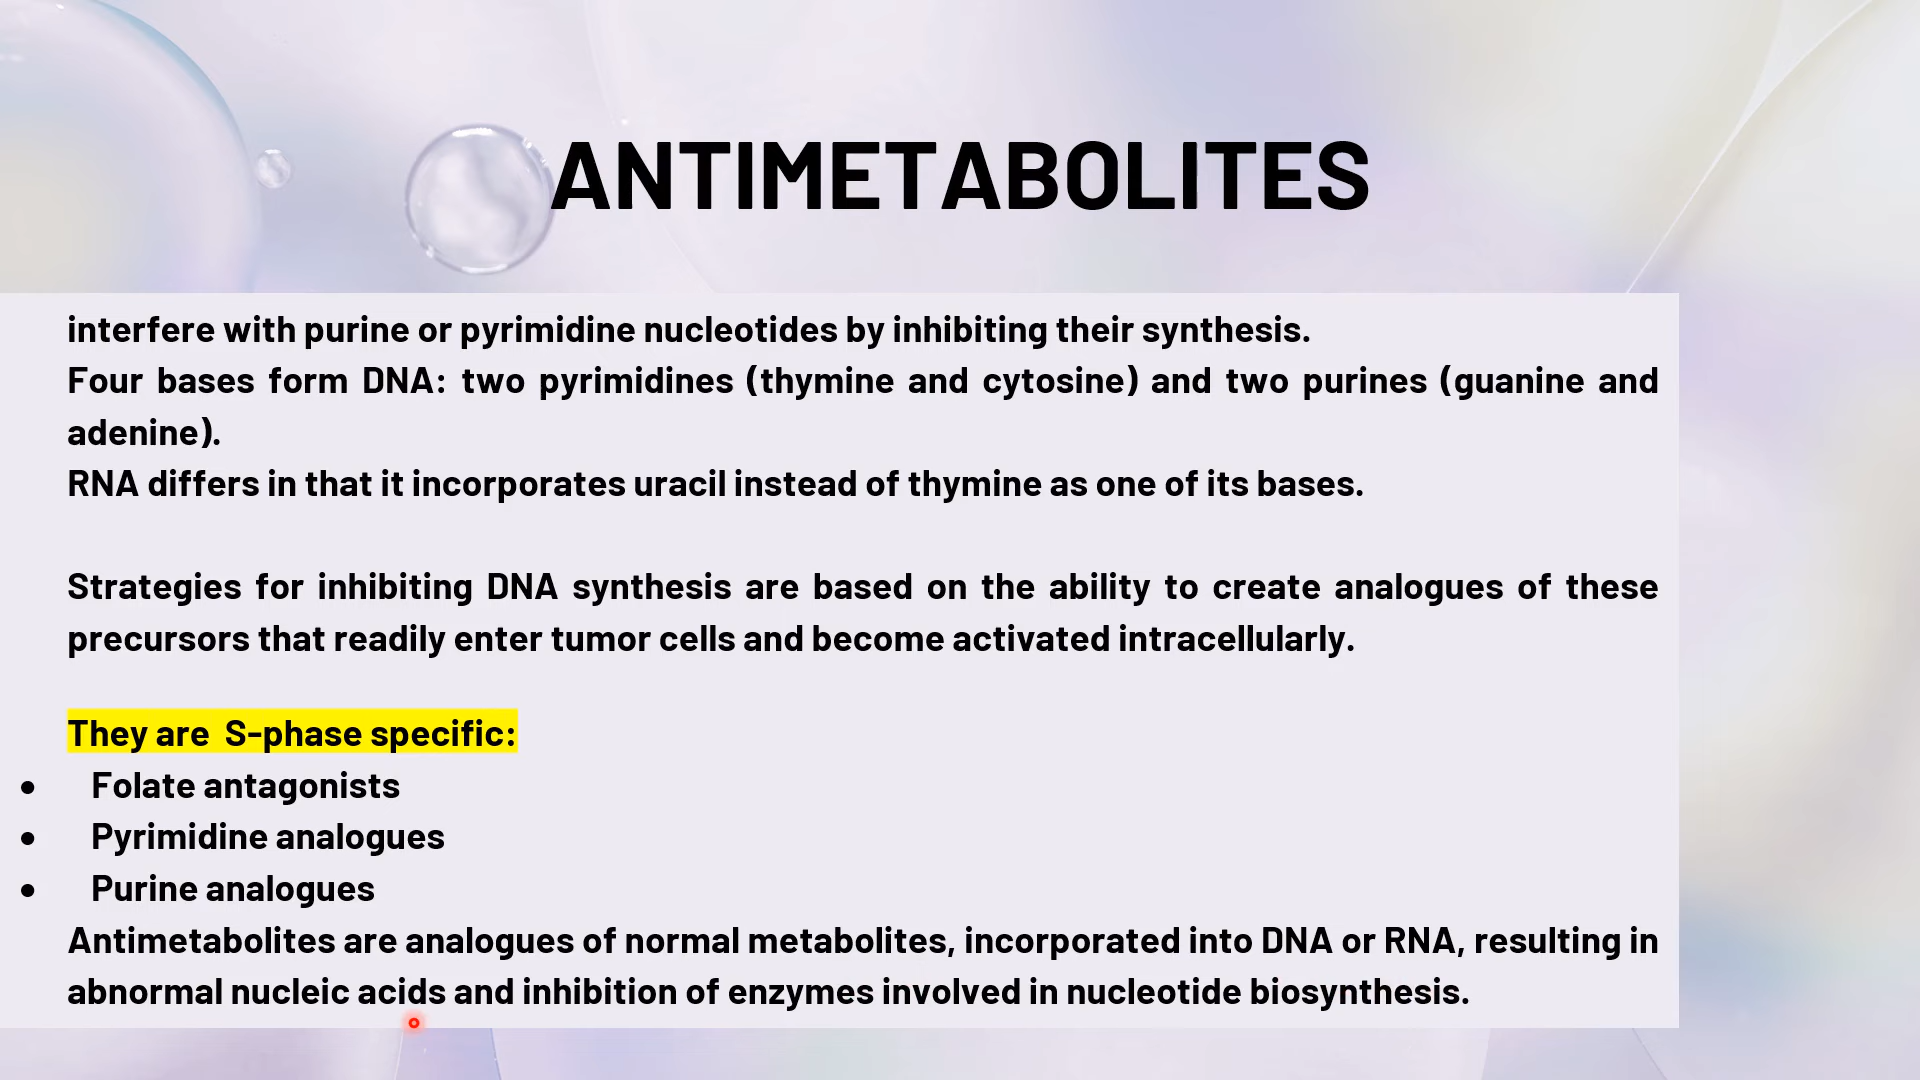 ANTIMETABOLITES
interfere with purine or pyrimidine nucleotides by inhibiting their synthesis.
Four bases form DNA: two pyrimidines (thymine and cytosine) and two purines (guanine and
adenine).
RNA differs in that it incorporates uracil instead of thymine as one of its bases.
Strategies for inhibiting DNA synthesis are based on the ability to create analogues of these
precursors that readily enter tumor cells and become activated intracellularly.
They are  S-phase specific:
• Folate antagonists
• Pyrimidine analogues
• Purine analogues
Antimetabolites are analogues of normal metabolites, incorporated into DNA or RNA, resulting in
abnormal nucleic acids and inhibition of enzymes involved in nucleotide biosynthesis.